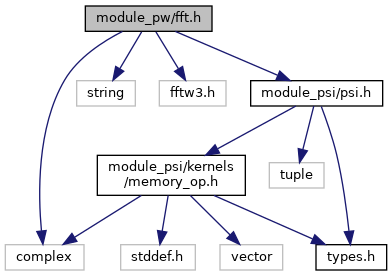 module_pw/fft.h
string
fftw3.h
module_psi/psi.h
module_psi/kernels
/memory_op.h
tuple
complex
stddef.h
vector
types.h